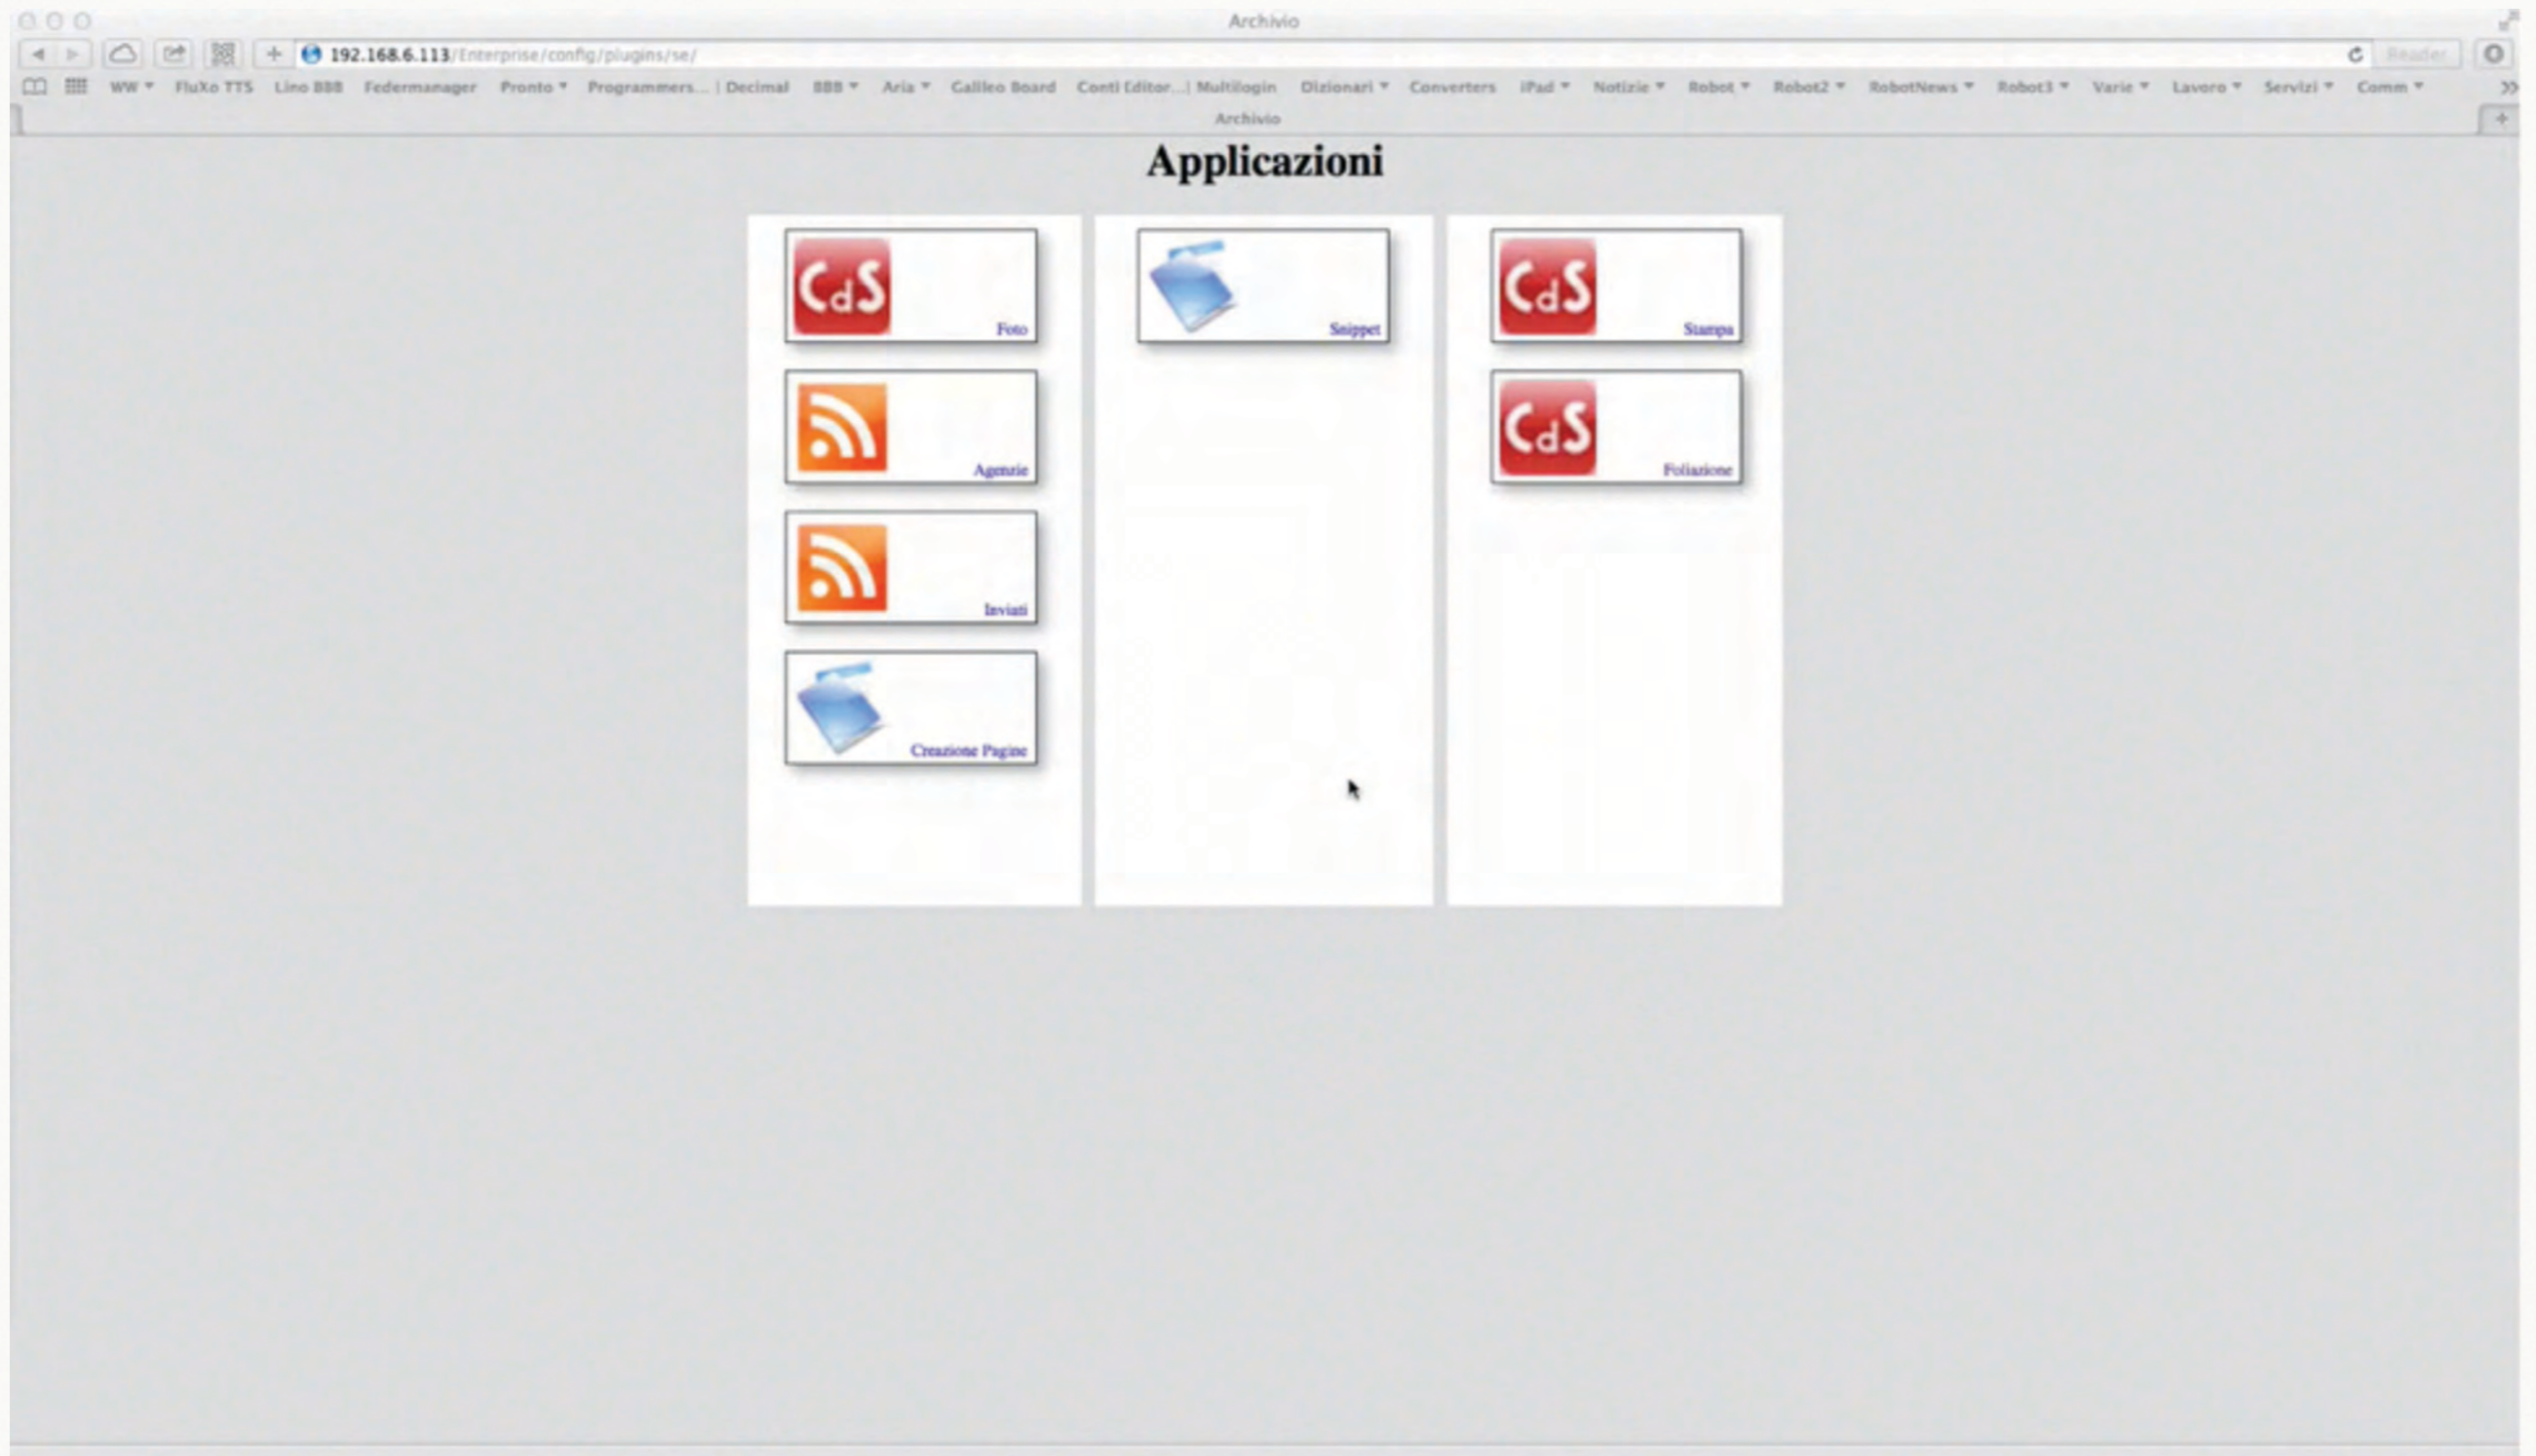 Archivio
192.168.6.113/Enterprise/config/plugins/se/
Reader
WW FluXo TTS Lino BBB Federmanager Pronto Programmers... | Decimal BBB Aria Galileo Board Conti Editor...| Multilogin Dizionari Converters iPad Notizie Robot Robot2 RobotNews Robot3 Varie Lavoro Servizi Comm
Archivio
Applicazioni
CdS
Foto
Agenzie
Inviati
Creazione Pagine
Snippet
CdS
Stampa
CdS
Foliazione